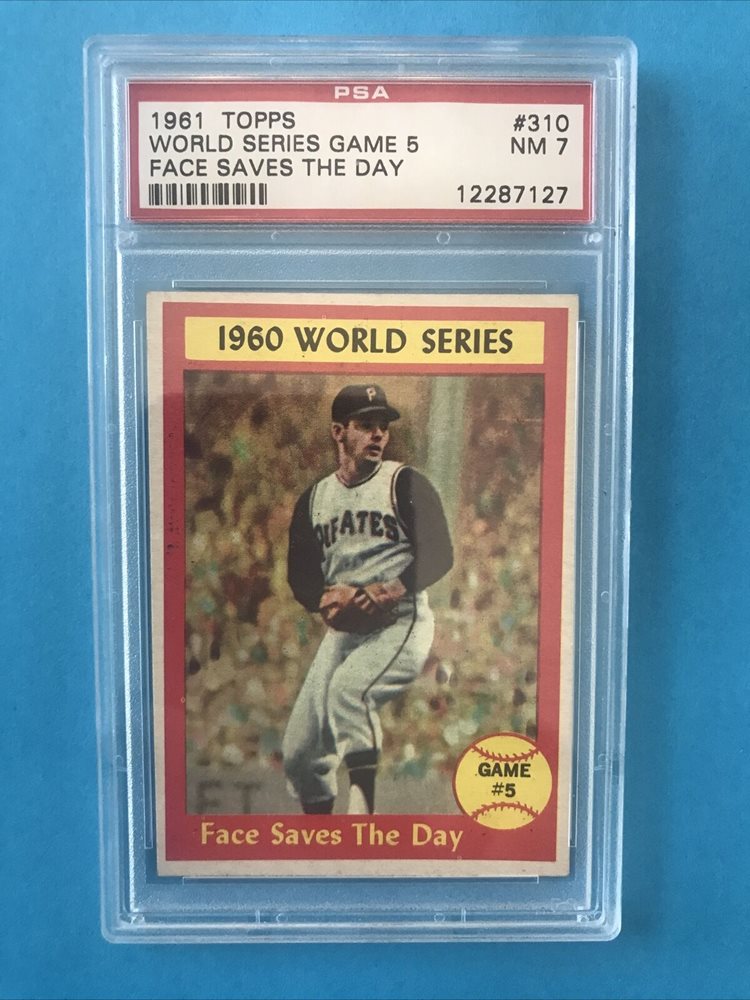 PSA
1961 TOPPS #310
WORLD SERIES GAME 5 NM 7
FACE SAVES THE DAY
12287127
1960 WORLD SERIES
P
PIRATES
GAME
#5
Face Saves The Day